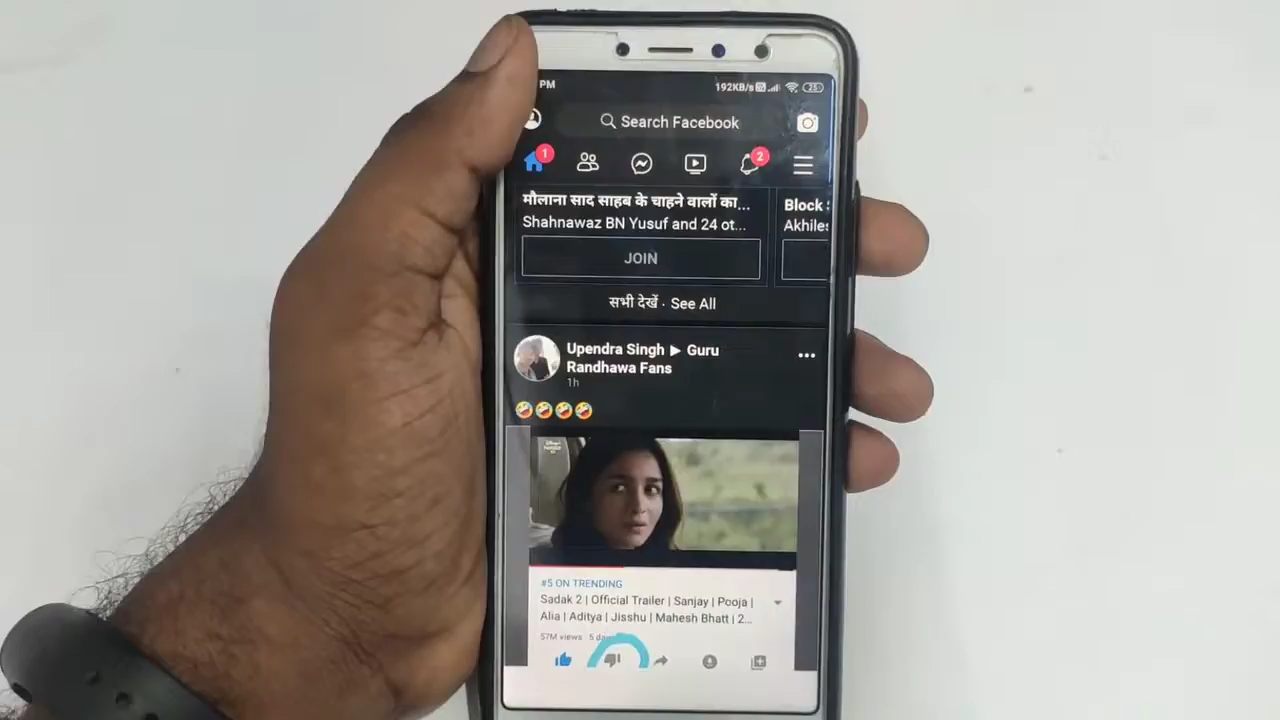 PM 192KB/s 25
Search Facebook
1 2
मौलाना साद साहब के चाहने वालों का...
Shahnawaz BN Yusuf and 24 ot...
JOIN
Block
Akhiles
सभी देखें · See All
Upendra Singh ▶ Guru
Randhawa Fans
1h
#5 ON TRENDING
Sadak 2 | Official Trailer | Sanjay | Pooja |
Alia | Aditya | Jisshu | Mahesh Bhatt | 2...
57M views 5